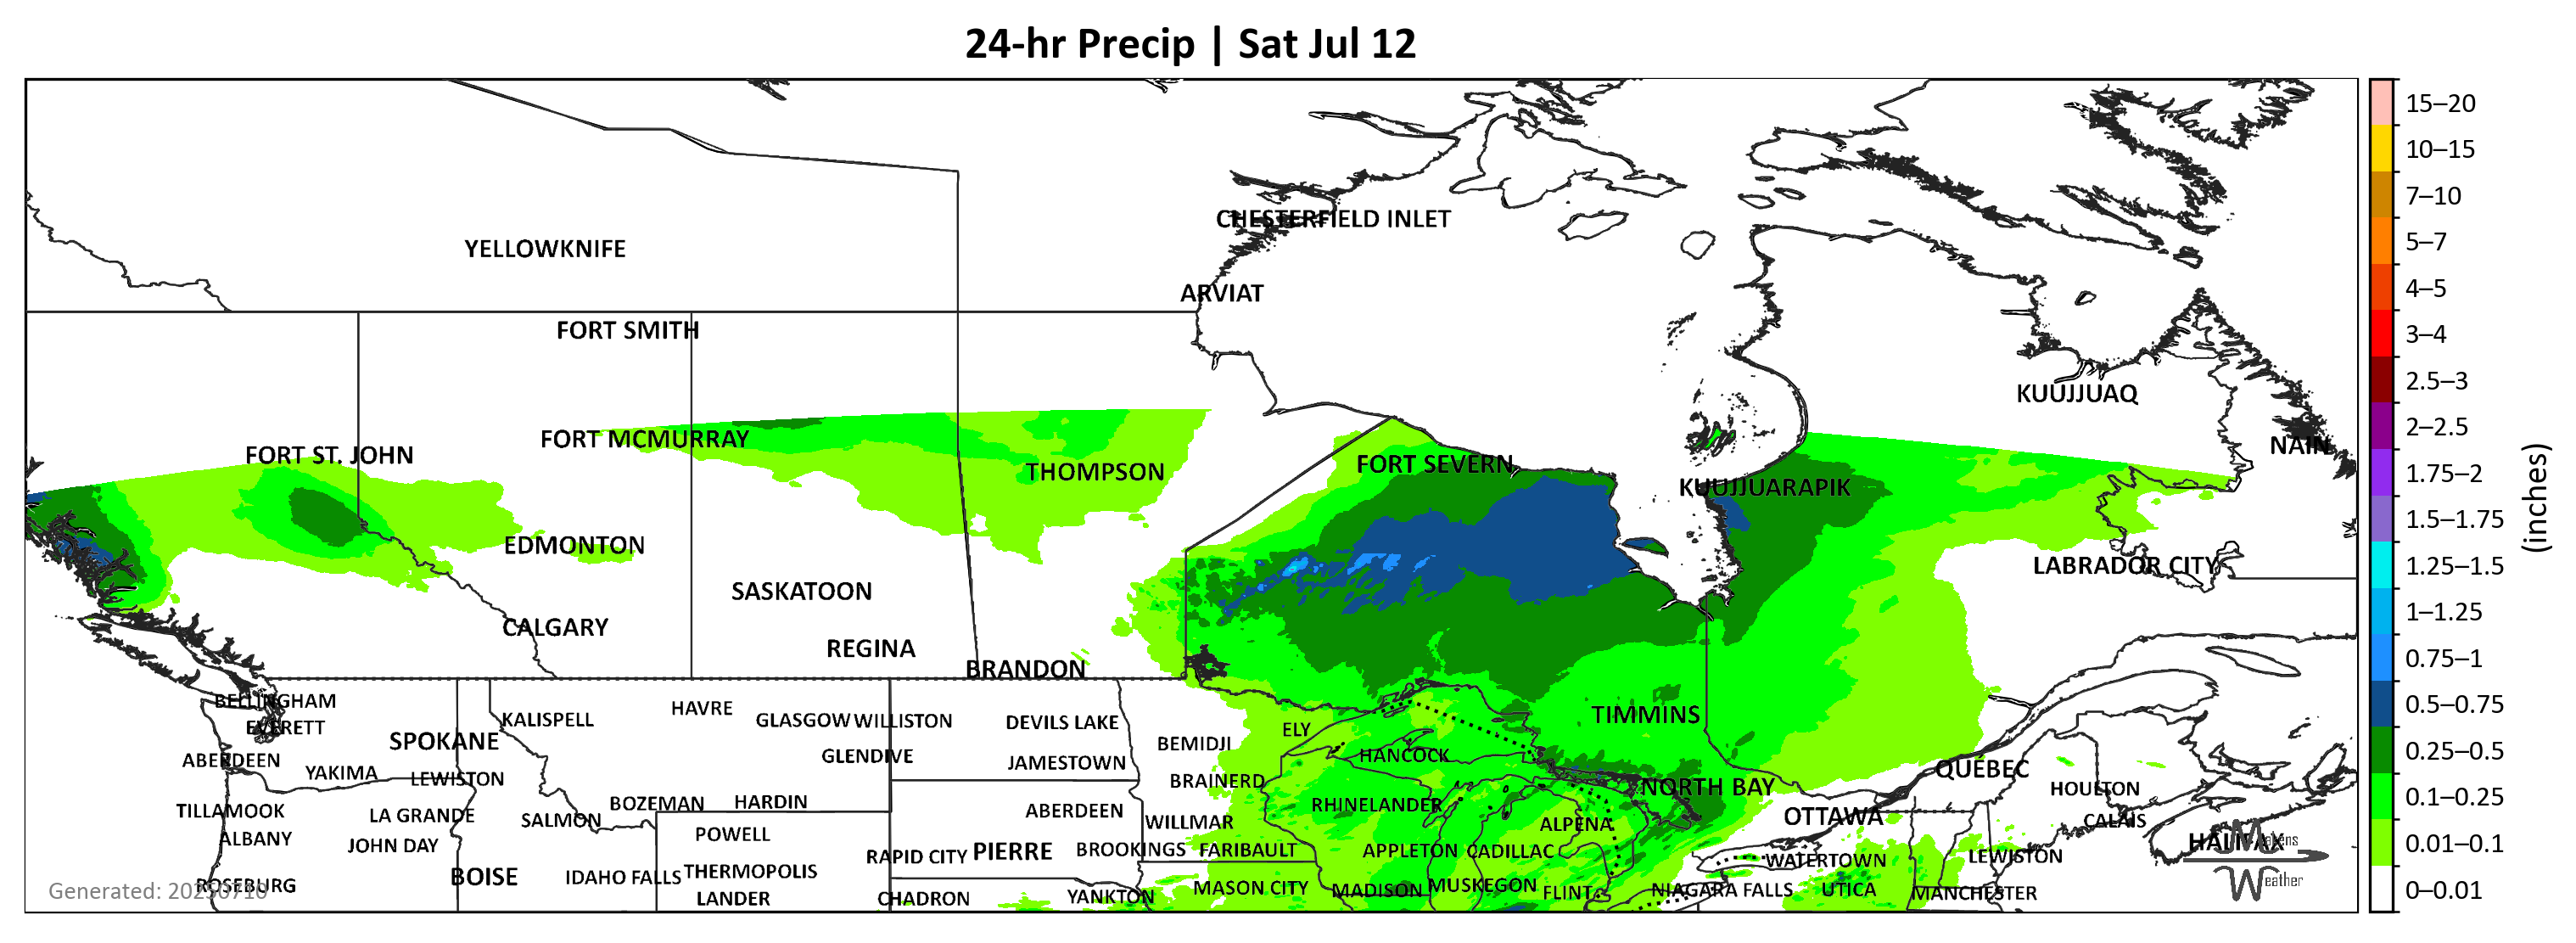 24-hr Precip | Sat Jul 12
15–20
10–15
7–10
5–7
4–5
3–4
2.5–3
2–2.5
1.75–2
1.5–1.75
1.25–1.5
1–1.25
0.75–1
0.5–0.75
0.25–0.5
0.1–0.25
0.01–0.1
0–0.01
(inches)
CHESTERFIELD INLET
YELLOWKNIFE
ARVIAT
FORT SMITH
KUUJJUAQ
FORT MCMURRAY
NAIN
FORT ST. JOHN
THOMPSON
FORT SEVERN
KUUJJUARAPIK
EDMONTON
LABRADOR CITY
SASKATOON
CALGARY
REGINA
BRANDON
BELLINGHAM
HAVRE
KALISPELL
GLASGOW
WILLISTON
DEVILS LAKE
TIMMINS
EVERETT
ELY
SPOKANE
BEMIDJI
ABERDEEN
GLENDIVE
JAMESTOWN
HANCOCK
QUÉBEC
YAKIMA
LEWISTON
BRAINERD
NORTH BAY
HOULTON
BOZEMAN
HARDIN
RHINELANDER
TILLAMOOK
LA GRANDE
SALMON
ABERDEEN
WILLMAR
ALPENA
OTTAWA
CALAIS
ALBANY
JOHN DAY
POWELL
HALIFAX
RAPID CITY
PIERRE
BROOKINGS
FARIBAULT
APPLETON
CADILLAC
WATERTOWN
LEWISTON
BOISE
IDAHO FALLS
THERMOPOLIS
ROSEBURG
Generated: 20250710
LANDER
CHADRON
YANKTON
MASON CITY
MADISON
MUSKEGON
FLINT
NIAGARA FALLS
UTICA
MANCHESTER
Matens
Weather